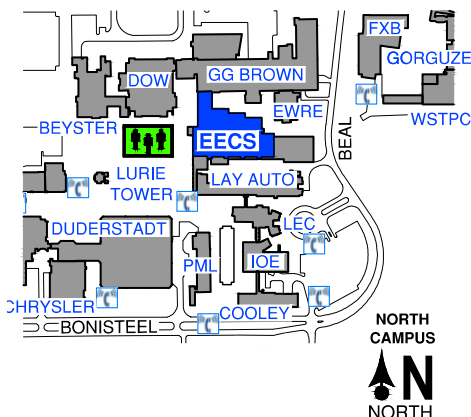 FXB
GORGUZE
DOW
GG BROWN
WSTPC
EWRE
BEYSTER
EECS
BEAL
LURIE
TOWER
LAY AUTO
DUDERSTADT
LEC
PML
IOE
CHRYSLER
COOLEY
BONISTEEL
NORTH
CAMPUS
N
NORTH